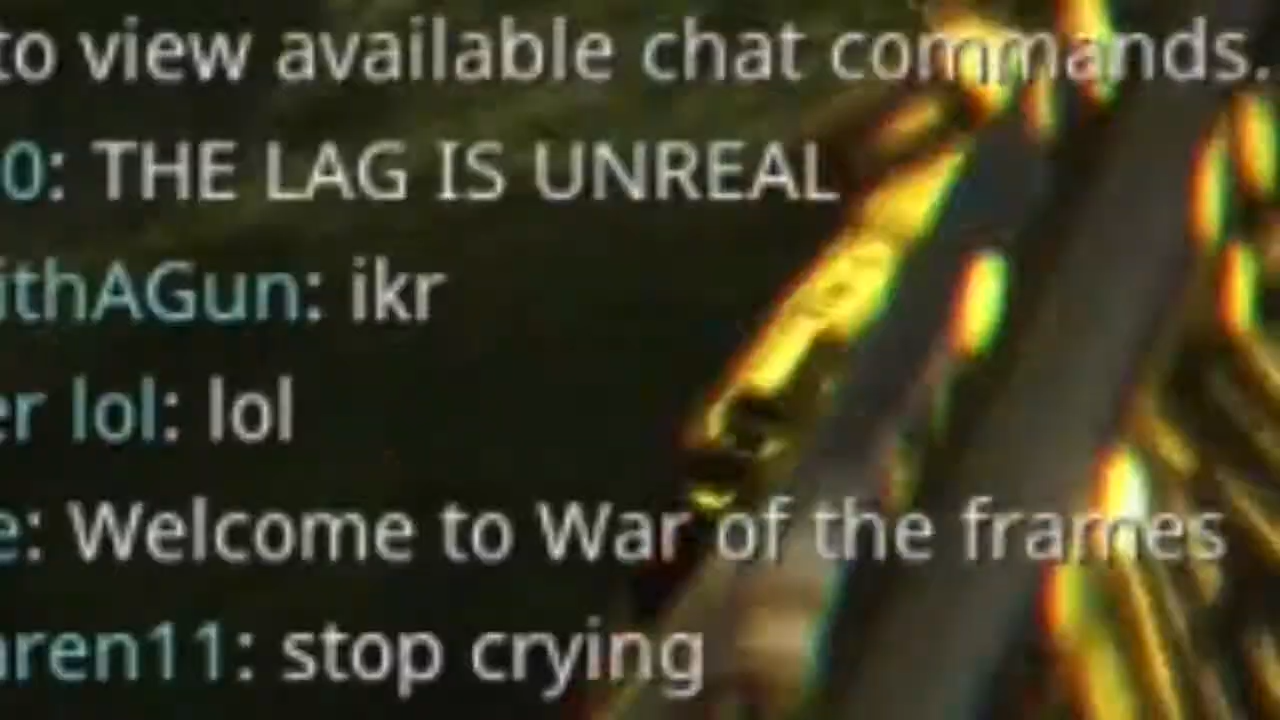 to view available chat commands.
0: THE LAG IS UNREAL
ithAGun: ikr
er lol: lol
e: Welcome to War of the frames
aren11: stop crying